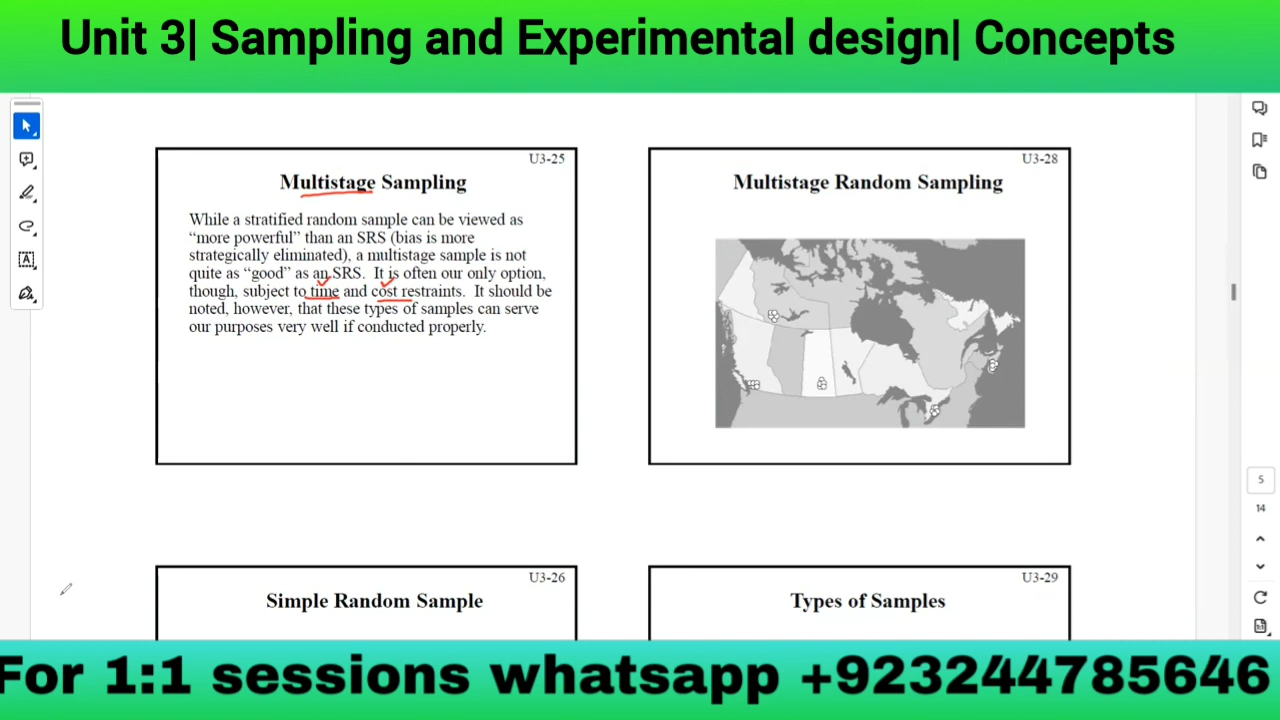 Unit 3| Sampling and Experimental design| Concepts
U3-25
Multistage Sampling
While a stratified random sample can be viewed as
“more powerful” than an SRS (bias is more
strategically eliminated), a multistage sample is not
quite as “good” as an SRS.  It is often our only option,
though, subject to time and cost restraints.  It should be
noted, however, that these types of samples can serve
our purposes very well if conducted properly.
U3-28
Multistage Random Sampling
U3-26
Simple Random Sample
U3-29
Types of Samples
5
14
For 1:1 sessions whatsapp +923244785646